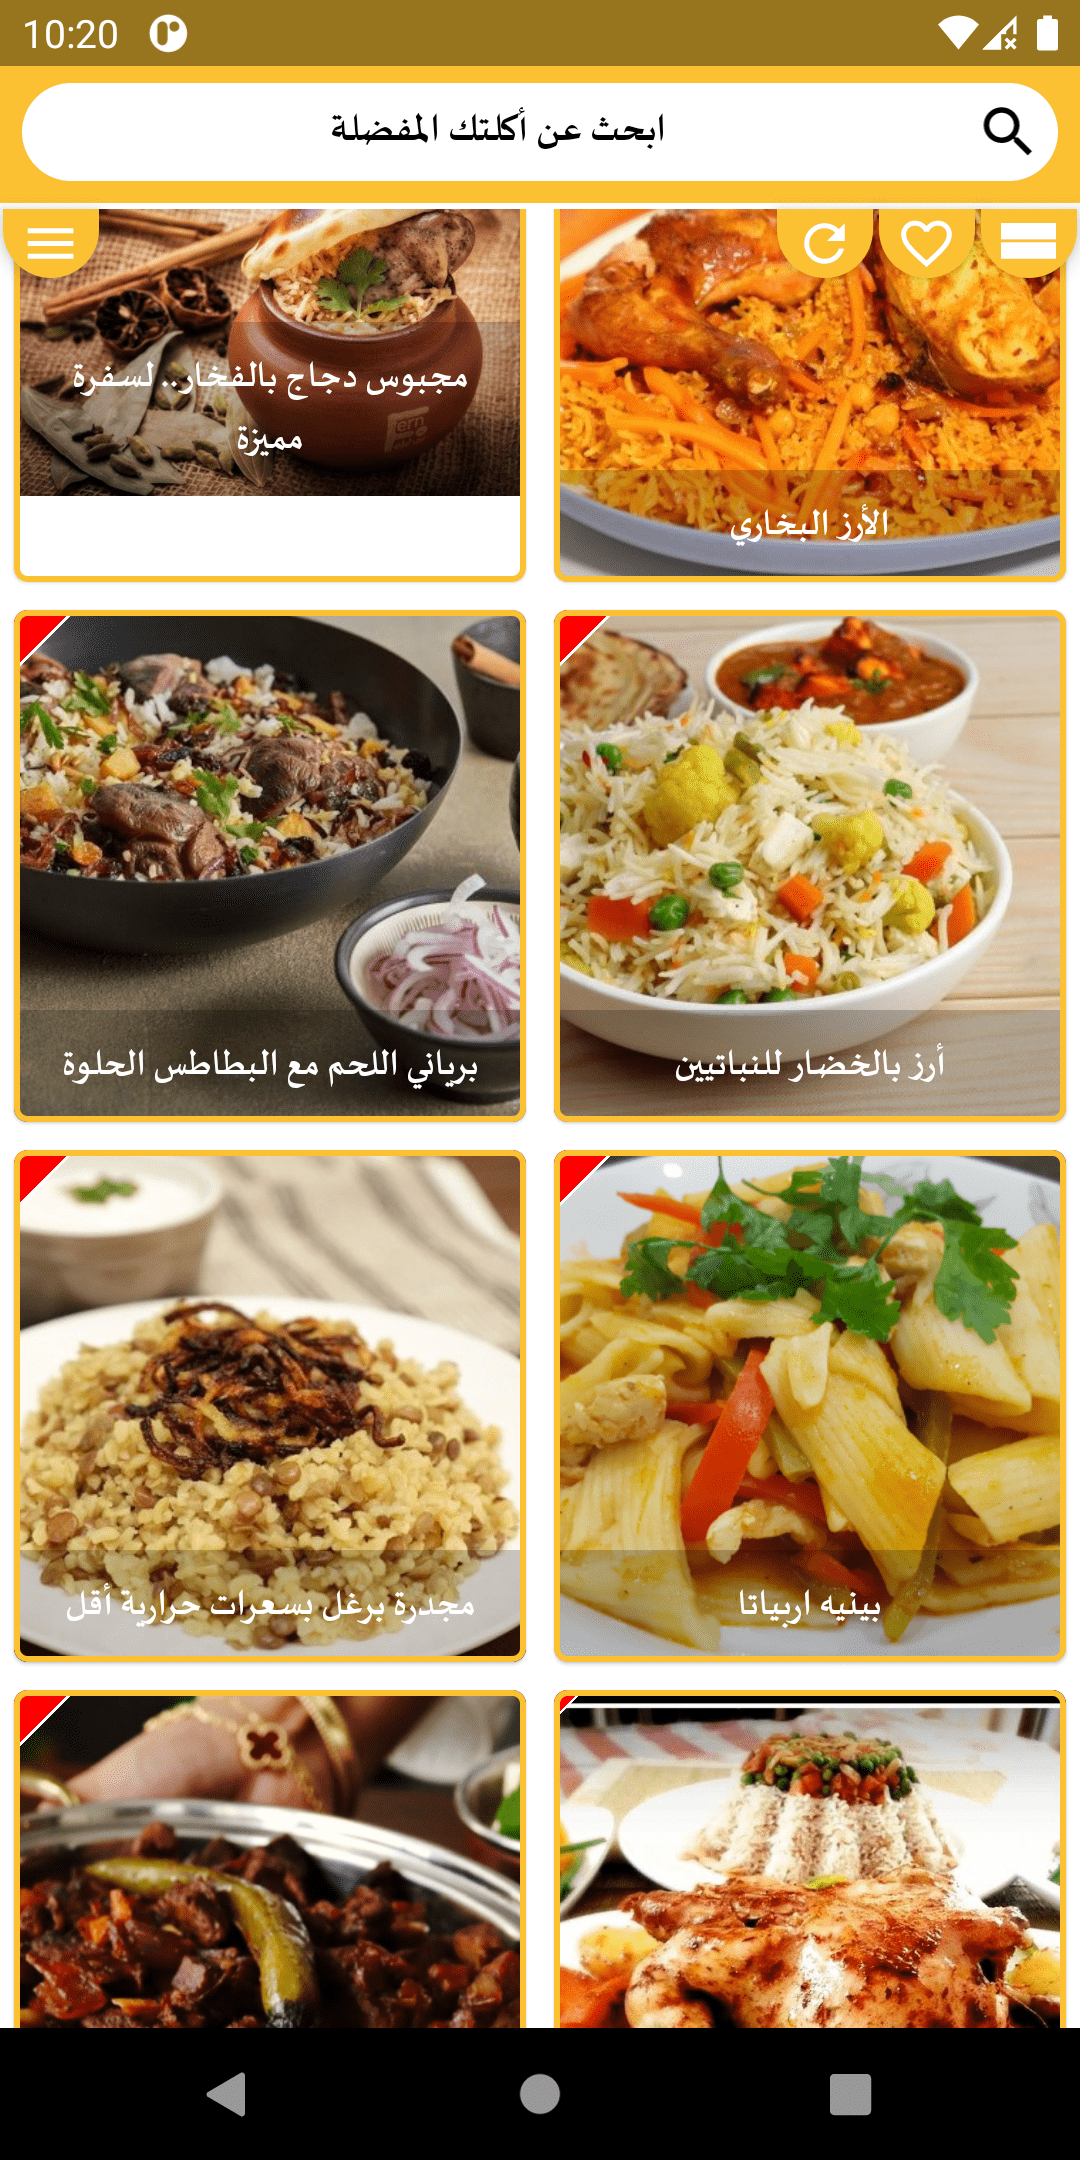 10:20
ابحث عن أكلتك المفضلة
مجبوس دجاج بالفخار.. لسفرة
مميزة
الأرز البخاري
برياني اللحم مع البطاطس الحلوة
أرز بالخضار للنباتيين
مجدرة برغل بسعرات حرارية أقل
بينيه اربياتا